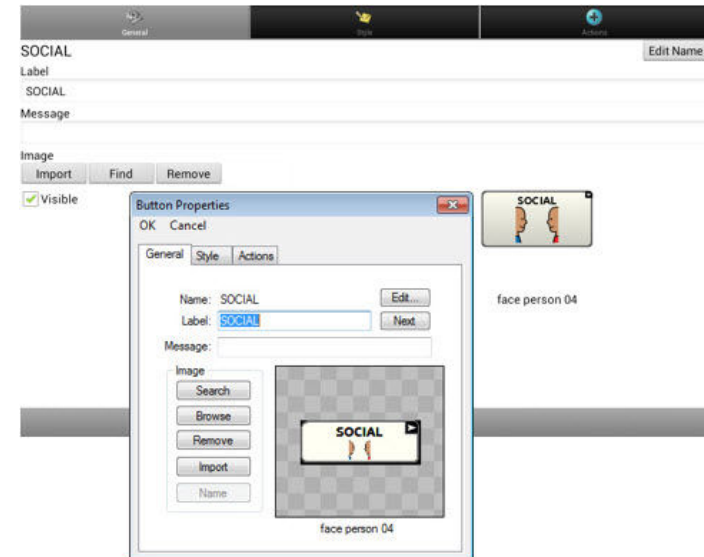 General Style Actions
SOCIAL Edit Name
Label
SOCIAL
Message
Image
Import Find Remove
Visible
SOCIAL
face person 04
Button Properties
OK Cancel
General Style Actions
Name: SOCIAL Edit...
Label: SOCIAL Next
Message:
Image
Search
Browse
Remove
Import
Name
SOCIAL
face person 04